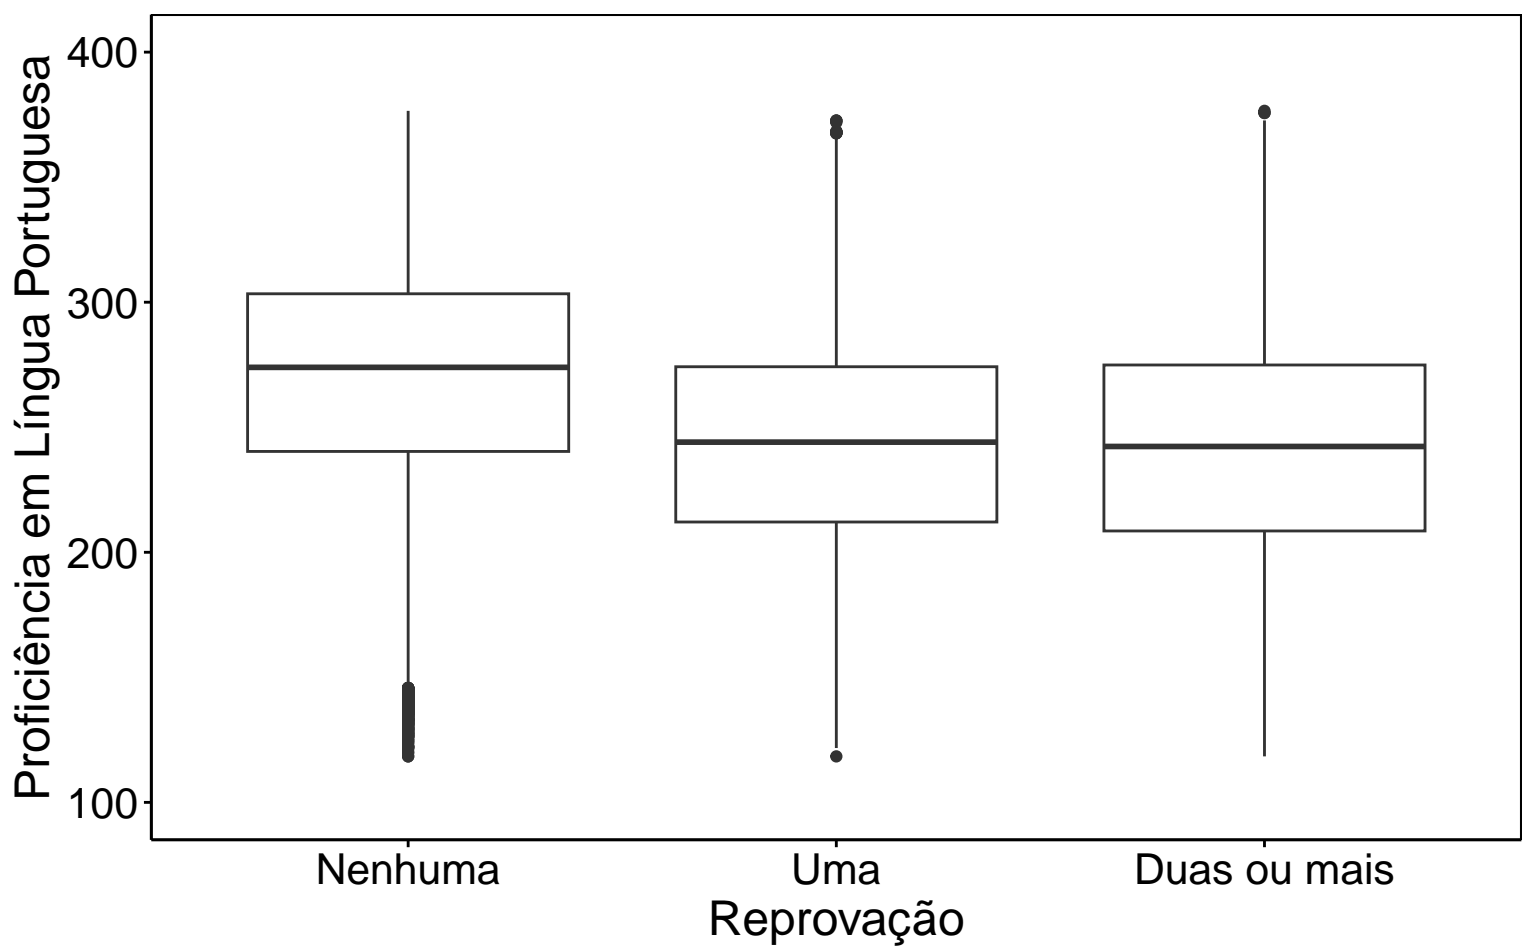 Proficiência em Língua Portuguesa
400
300
200
100
Nenhuma
Uma
Duas ou mais
Reprovação